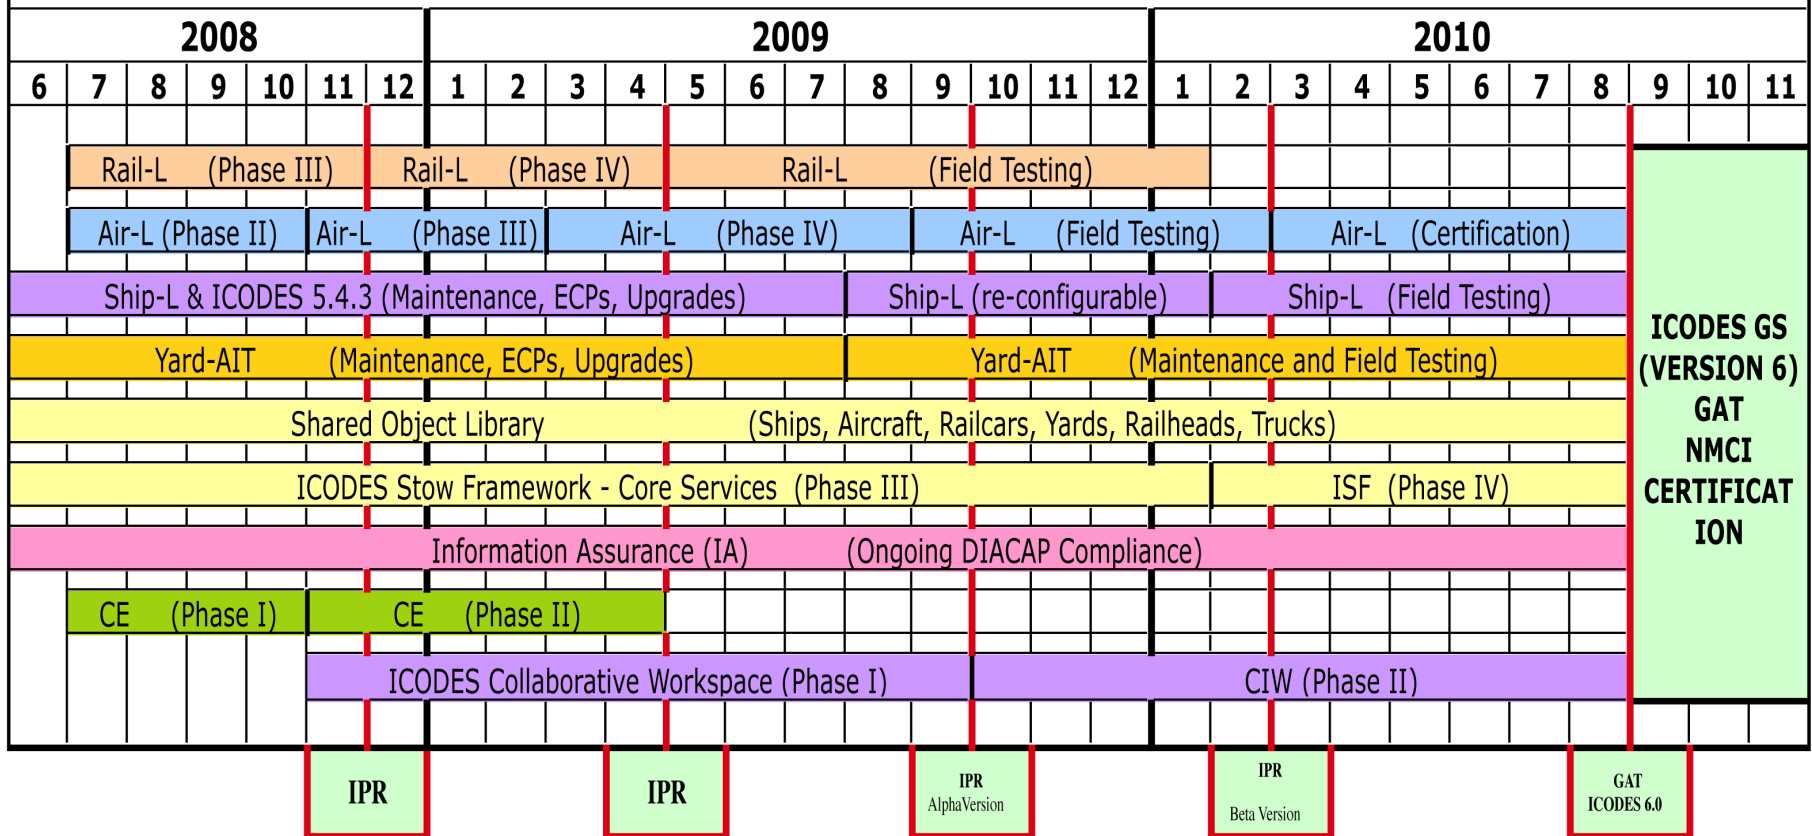 2008 2009 2010
6 7 8 9 10 11 12 1 2 3 4 5 6 7 8 9 10 11 12 1 2 3 4 5 6 7 8 9 10 11
Rail-L (Phase III) Rail-L (Phase IV) Rail-L (Field Testing)
Air-L (Phase II) Air-L (Phase III) Air-L (Phase IV) Air-L (Field Testing) Air-L (Certification)
Ship-L & ICODES 5.4.3 (Maintenance, ECPs, Upgrades) Ship-L (re-configurable) Ship-L (Field Testing)
Yard-AIT (Maintenance, ECPs, Upgrades) Yard-AIT (Maintenance and Field Testing)
Shared Object Library (Ships, Aircraft, Railcars, Yards, Railheads, Trucks)
ICODES Stow Framework - Core Services (Phase III) ISF (Phase IV)
Information Assurance (IA) (Ongoing DIACAP Compliance)
CE (Phase I) CE (Phase II)
ICODES Collaborative Workspace (Phase I) CIW (Phase II)
ICODES GS
(VERSION 6)
GAT
NMCI
CERTIFICAT
ION
IPR
IPR
IPR
AlphaVersion
IPR
Beta Version
GAT
ICODES 6.0